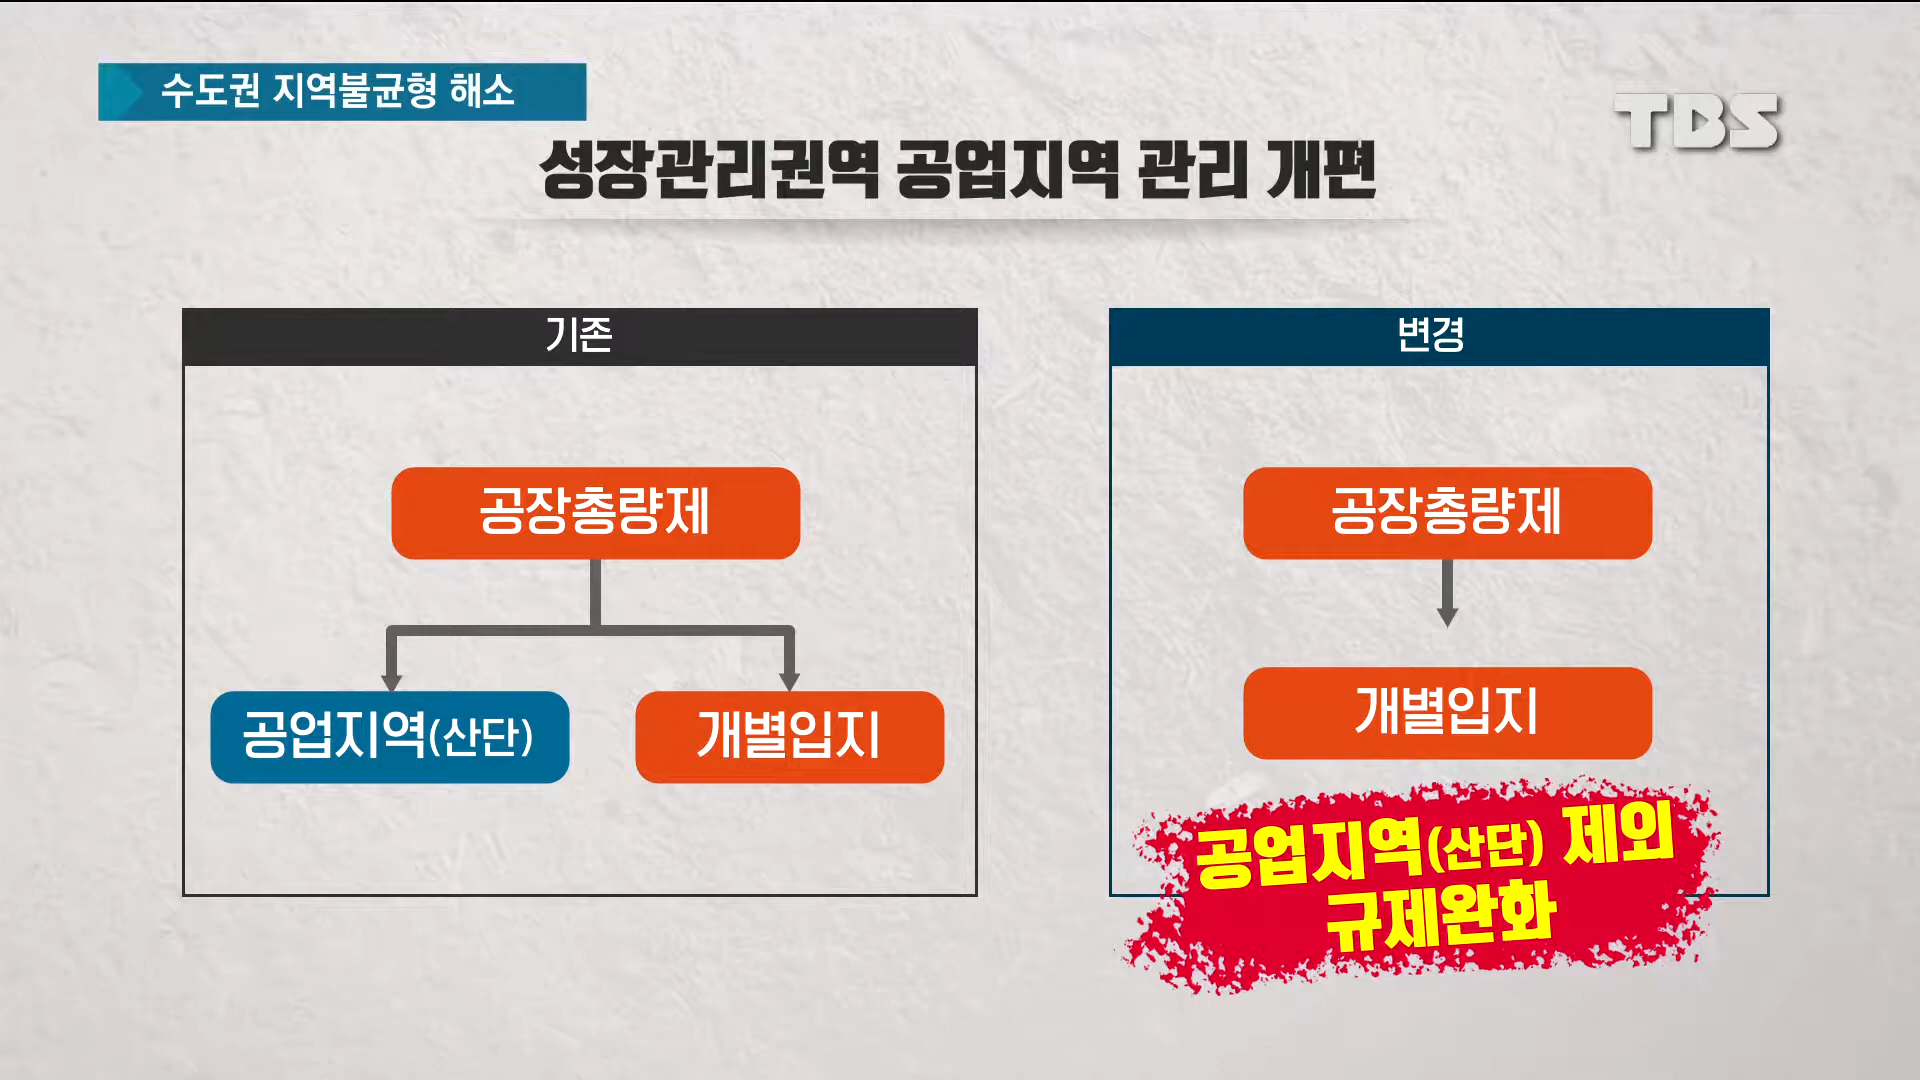 수도권 지역불균형 해소
TBS
성장관리권역 공업지역 관리 개편
기존
공장총량제
공업지역(산단)
개별입지
변경
공장총량제
개별입지
공업지역(산단) 제외
규제완화